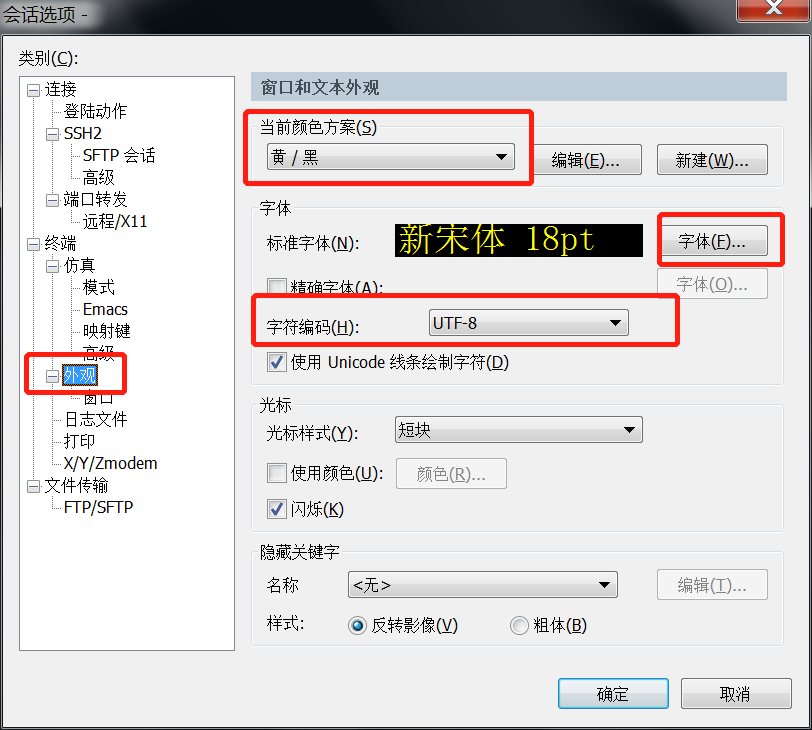 会话选项 -
类别(C):
连接
登陆动作
SSH2
SFTP 会话
高级
端口转发
远程/X11
终端
仿真
模式
Emacs
映射键
高级
外观
窗口
日志文件
打印
X/Y/Zmodem
文件传输
FTP/SFTP
窗口和文本外观
当前颜色方案(S)
黄 / 黑
编辑(E)...
新建(W)...
字体
标准字体(N):
新宋体 18pt
字体(F)...
精确字体(A):
字体(O)...
字符编码(H):
UTF-8
使用 Unicode 线条绘制字符(D)
光标
光标样式(Y):
短块
使用颜色(U):
颜色(R)...
闪烁(K)
隐藏关键字
名称
<无>
编辑(T)...
样式:
反转影像(V)
粗体(B)
确定
取消